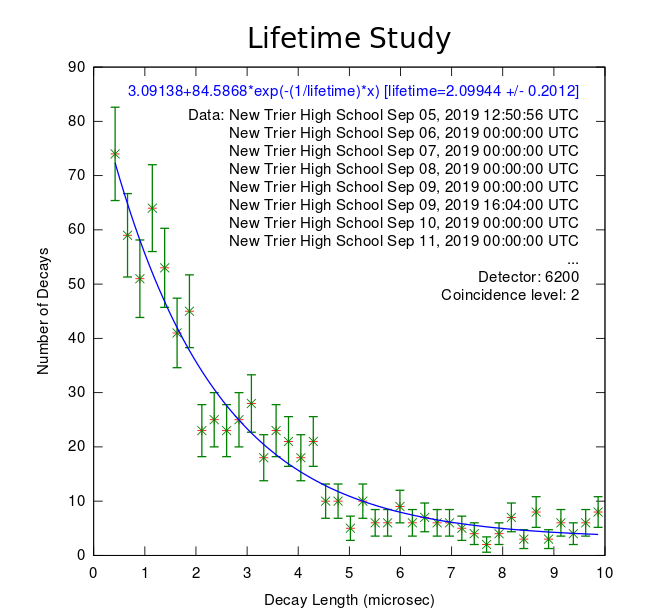 Lifetime Study
3.09138+84.5868*exp(-(1/lifetime)*x) [lifetime=2.09944 +/- 0.2012]
Data: New Trier High School Sep 05, 2019 12:50:56 UTC
New Trier High School Sep 06, 2019 00:00:00 UTC
New Trier High School Sep 07, 2019 00:00:00 UTC
New Trier High School Sep 08, 2019 00:00:00 UTC
New Trier High School Sep 09, 2019 00:00:00 UTC
New Trier High School Sep 09, 2019 16:04:00 UTC
New Trier High School Sep 10, 2019 00:00:00 UTC
New Trier High School Sep 11, 2019 00:00:00 UTC
...
Detector: 6200
Coincidence level: 2
Number of Decays
90
80
70
60
50
40
30
20
10
0
0 1 2 3 4 5 6 7 8 9 10
Decay Length (microsec)